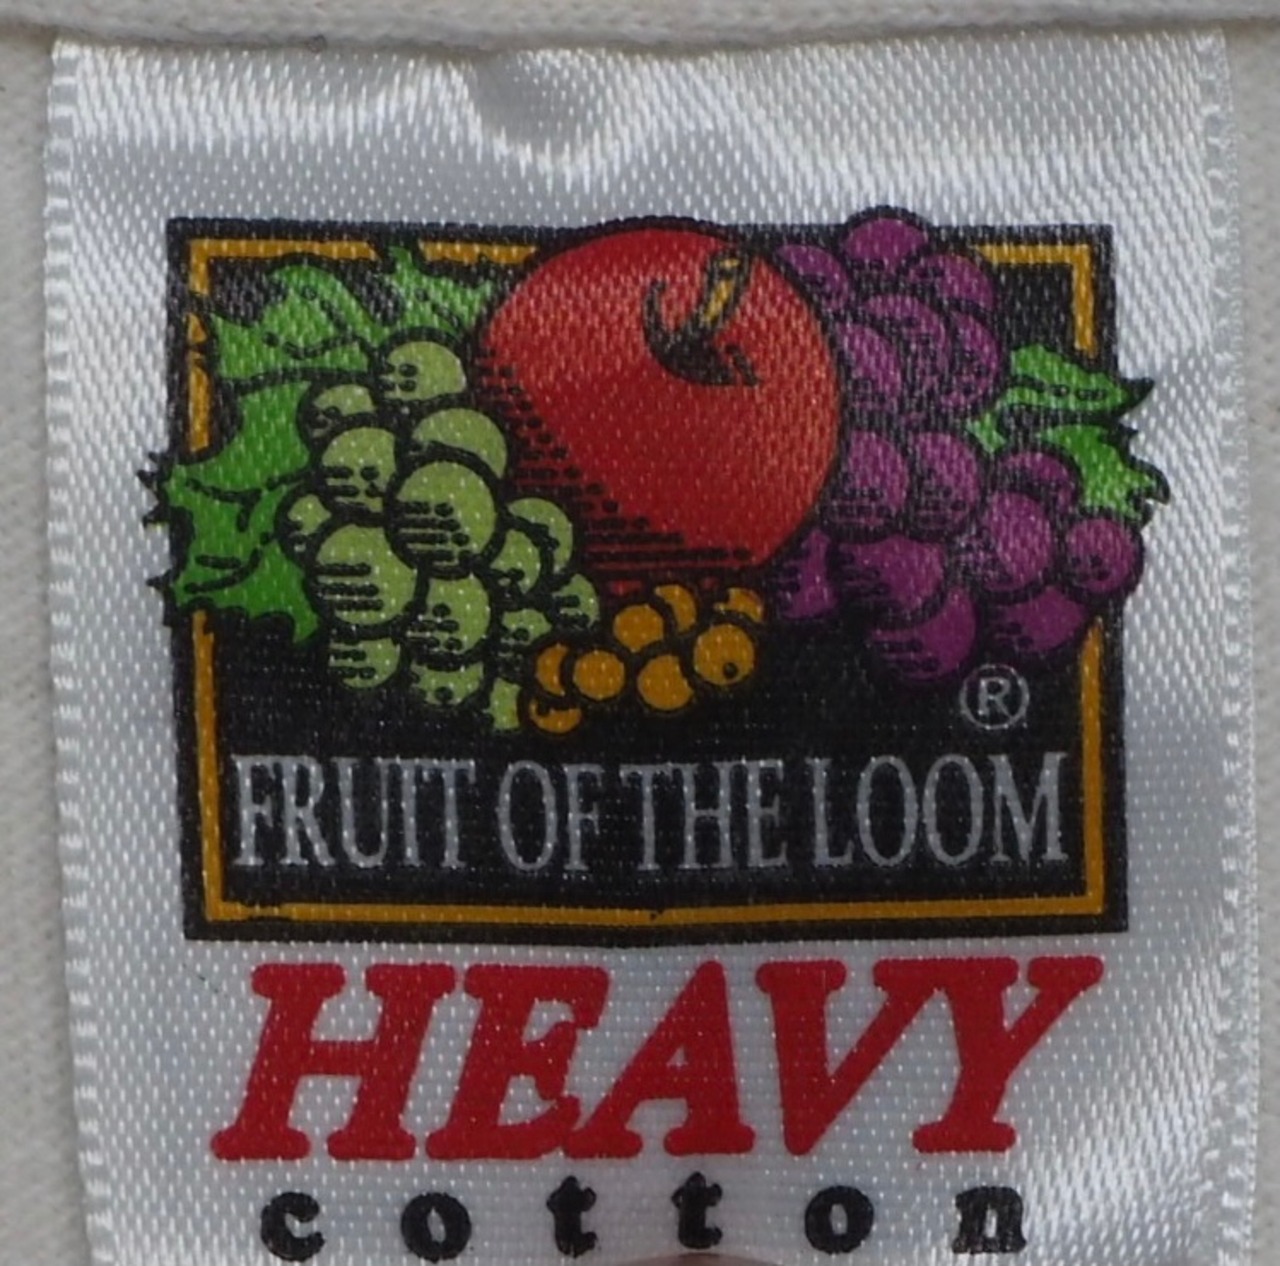 ®
FRUIT OF THE LOOM
HEAVY
cotton